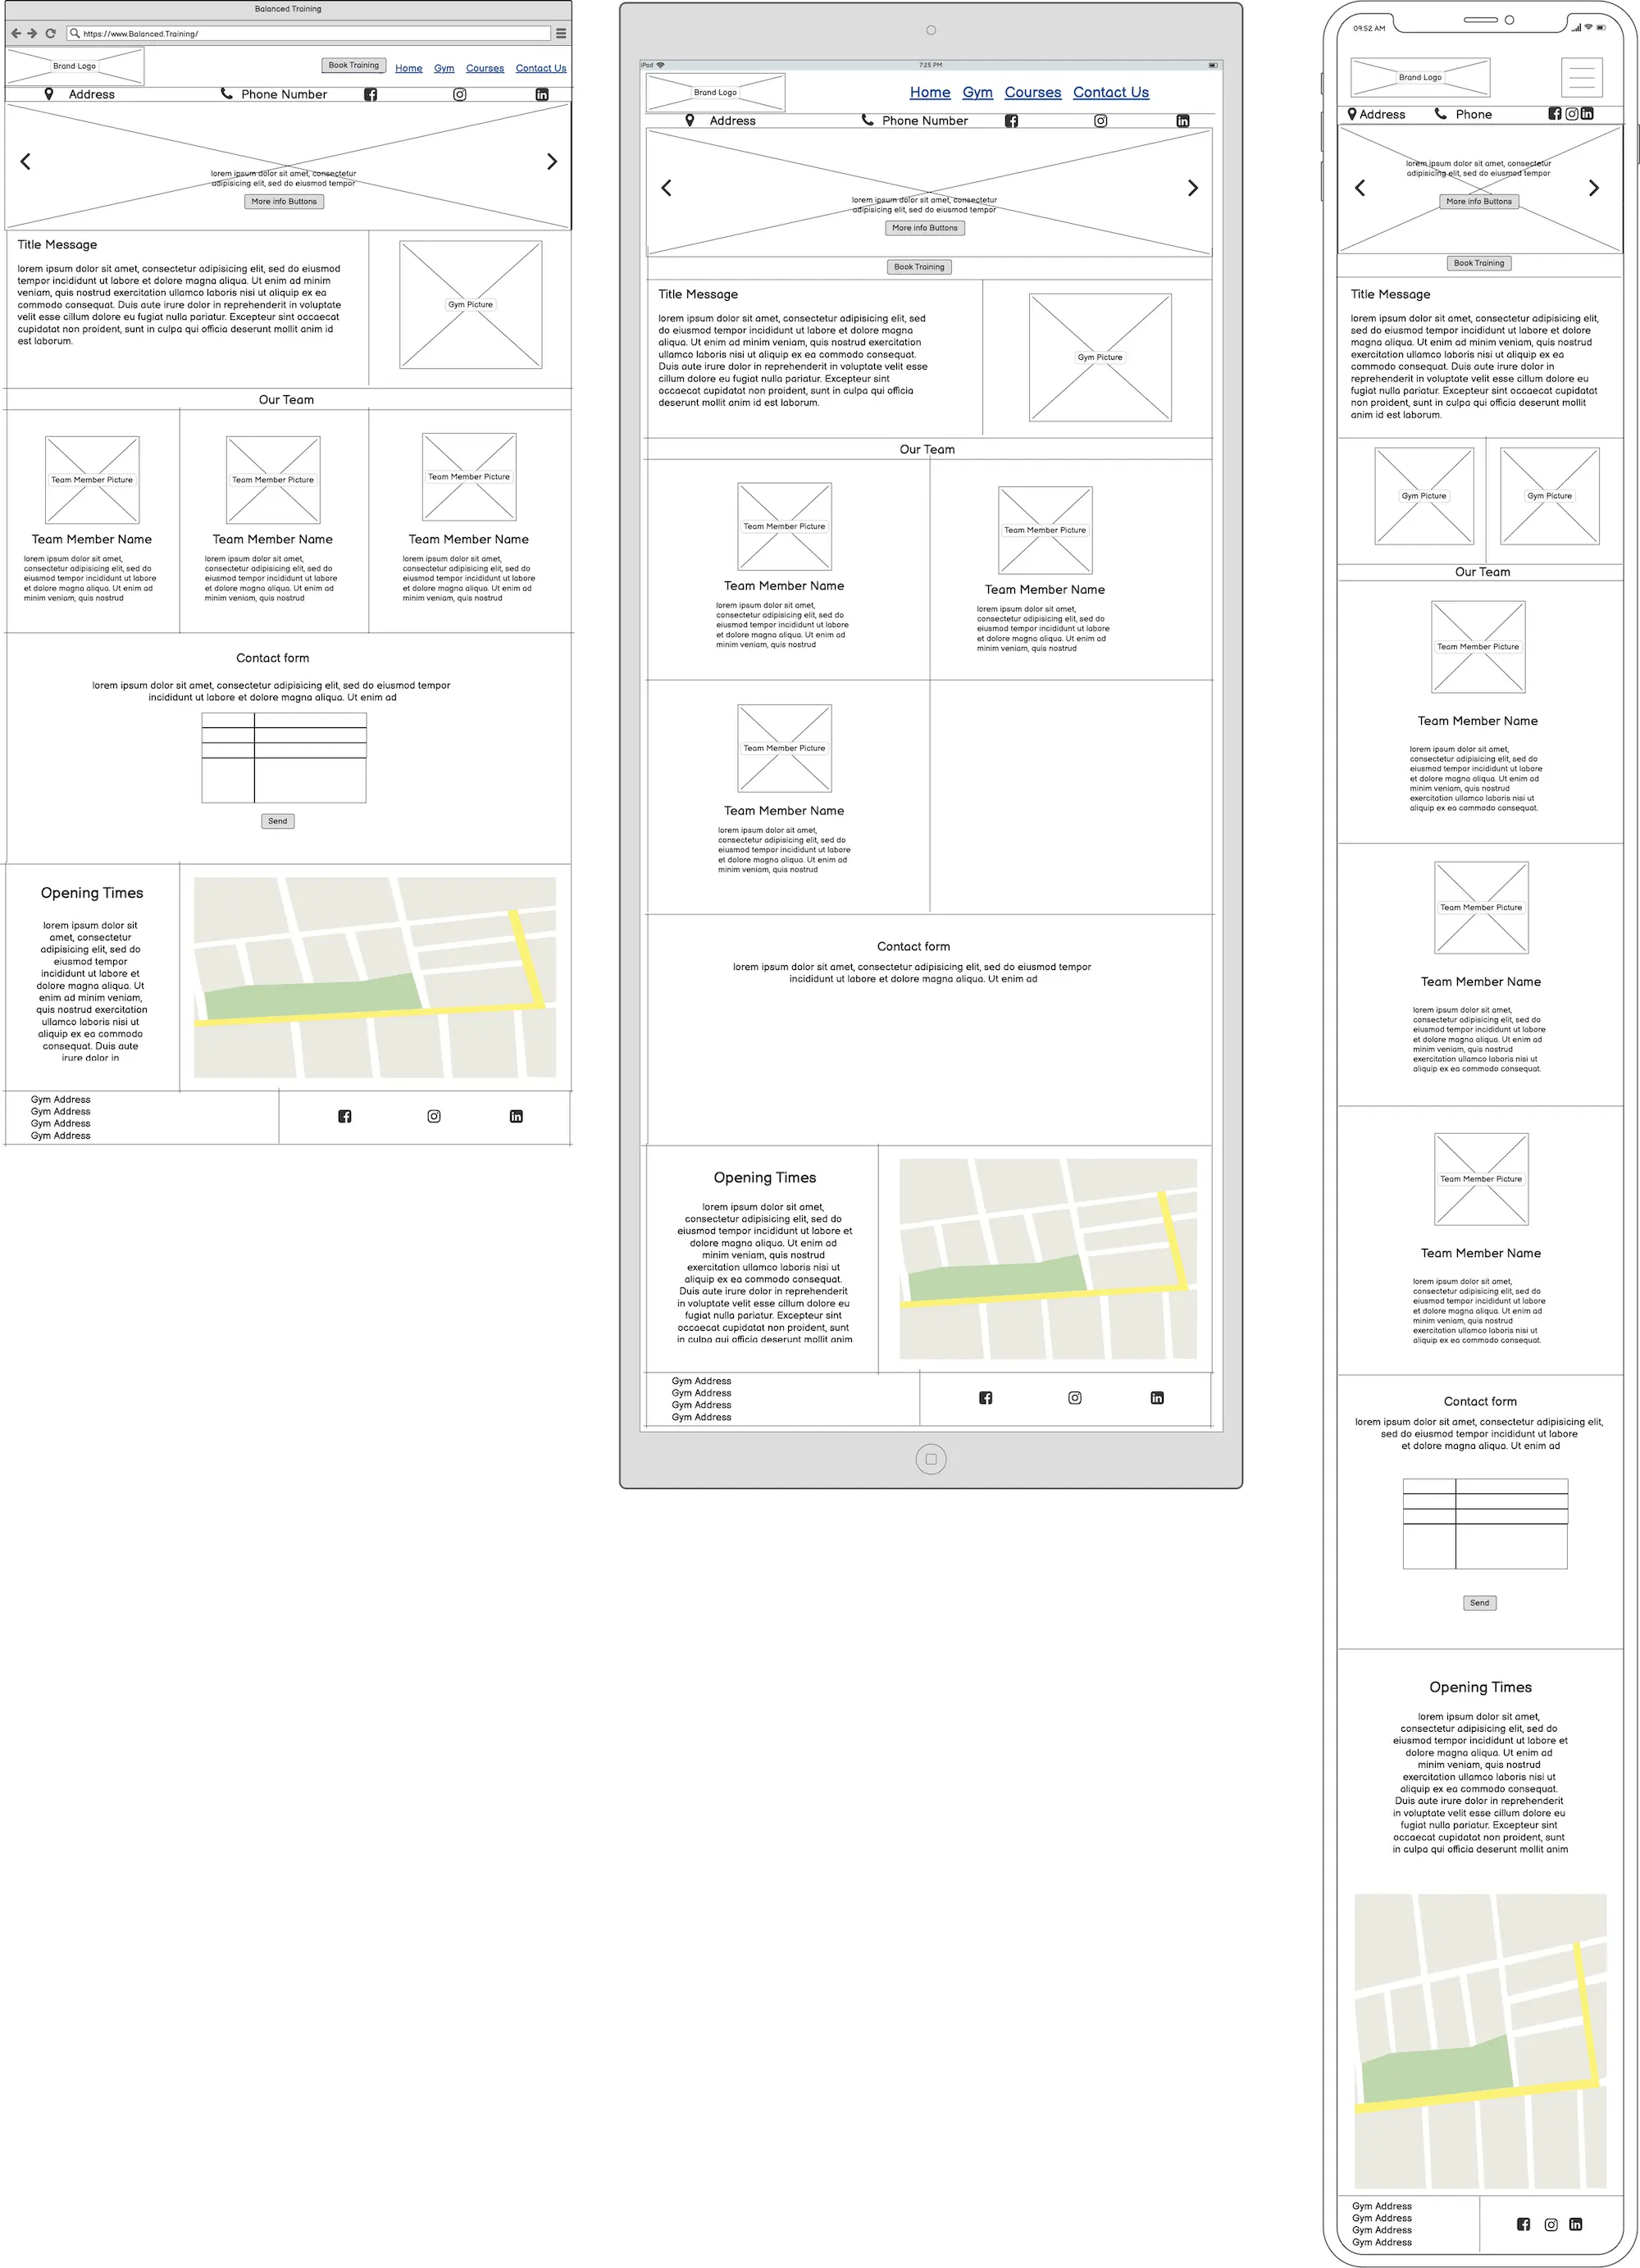 Balanced Training
https://www.Balanced.Training/
Brand Logo
Book Training
Home Gym Courses Contact Us
Address Phone Number
lorem ipsum dolor sit amet, consectetur
adipisicing elit, sed do eiusmod tempor
More info Buttons
Title Message
lorem ipsum dolor sit amet, consectetur adipisicing elit, sed do eiusmod
tempor incididunt ut labore et dolore magna aliqua. Ut enim ad minim
veniam, quis nostrud exercitation ullamco laboris nisi ut aliquip ex ea
commodo consequat. Duis aute irure dolor in reprehenderit in voluptate
velit esse cillum dolore eu fugiat nulla pariatur. Excepteur sint occaecat
cupidatat non proident, sunt in culpa qui officia deserunt mollit anim id
est laborum.
Gym Picture
Our Team
Team Member Picture
Team Member Name
lorem ipsum dolor sit amet,
consectetur adipisicing elit, sed do
eiusmod tempor incididunt ut labore
et dolore magna aliqua. Ut enim ad
minim veniam, quis nostrud
Team Member Picture
Team Member Name
lorem ipsum dolor sit amet,
consectetur adipisicing elit, sed do
eiusmod tempor incididunt ut labore
et dolore magna aliqua. Ut enim ad
minim veniam, quis nostrud
Team Member Picture
Team Member Name
lorem ipsum dolor sit amet,
consectetur adipisicing elit, sed do
eiusmod tempor incididunt ut labore
et dolore magna aliqua. Ut enim ad
minim veniam, quis nostrud
Contact form
lorem ipsum dolor sit amet, consectetur adipisicing elit, sed do eiusmod tempor
incididunt ut labore et dolore magna aliqua. Ut enim ad
Send
Opening Times
lorem ipsum dolor sit
amet, consectetur
adipisicing elit, sed do
eiusmod tempor
incididunt ut labore et
dolore magna aliqua. Ut
enim ad minim veniam,
quis nostrud exercitation
ullamco laboris nisi ut
aliquip ex ea commodo
consequat. Duis aute
irure dolor in
Gym Address
Gym Address
Gym Address
Gym Address
iPad 7:25 PM
Brand Logo
Home Gym Courses Contact Us
Address Phone Number
lorem ipsum dolor sit amet, consectetur
adipisicing elit, sed do eiusmod tempor
More info Buttons
Book Training
Title Message
lorem ipsum dolor sit amet, consectetur adipisicing elit, sed
do eiusmod tempor incididunt ut labore et dolore magna
aliqua. Ut enim ad minim veniam, quis nostrud exercitation
ullamco laboris nisi ut aliquip ex ea commodo consequat.
Duis aute irure dolor in reprehenderit in voluptate velit esse
cillum dolore eu fugiat nulla pariatur. Excepteur sint
occaecat cupidatat non proident, sunt in culpa qui officia
deserunt mollit anim id est laborum.
Gym Picture
Our Team
Team Member Picture
Team Member Name
lorem ipsum dolor sit amet,
consectetur adipisicing elit, sed do
eiusmod tempor incididunt ut labore
et dolore magna aliqua. Ut enim ad
minim veniam, quis nostrud
Team Member Picture
Team Member Name
lorem ipsum dolor sit amet,
consectetur adipisicing elit, sed do
eiusmod tempor incididunt ut labore
et dolore magna aliqua. Ut enim ad
minim veniam, quis nostrud
Team Member Picture
Team Member Name
lorem ipsum dolor sit amet,
consectetur adipisicing elit, sed do
eiusmod tempor incididunt ut labore
et dolore magna aliqua. Ut enim ad
minim veniam, quis nostrud
Contact form
lorem ipsum dolor sit amet, consectetur adipisicing elit, sed do eiusmod tempor
incididunt ut labore et dolore magna aliqua. Ut enim ad
Opening Times
lorem ipsum dolor sit amet,
consectetur adipisicing elit, sed do
eiusmod tempor incididunt ut labore et
dolore magna aliqua. Ut enim ad
minim veniam, quis nostrud
exercitation ullamco laboris nisi ut
aliquip ex ea commodo consequat.
Duis aute irure dolor in reprehenderit
in voluptate velit esse cillum dolore eu
fugiat nulla pariatur. Excepteur sint
occaecat cupidatat non proident, sunt
in culpa qui officia deserunt mollit anim
Gym Address
Gym Address
Gym Address
Gym Address
09:52 AM
Brand Logo
Address Phone
lorem ipsum dolor sit amet, consectetur
adipisicing elit, sed do eiusmod tempor
More info Buttons
Book Training
Title Message
lorem ipsum dolor sit amet, consectetur adipisicing elit,
sed do eiusmod tempor incididunt ut labore et dolore
magna aliqua. Ut enim ad minim veniam, quis nostrud
exercitation ullamco laboris nisi ut aliquip ex ea
commodo consequat. Duis aute irure dolor in
reprehenderit in voluptate velit esse cillum dolore eu
fugiat nulla pariatur. Excepteur sint occaecat cupidatat
non proident, sunt in culpa qui officia deserunt mollit
anim id est laborum.
Gym Picture Gym Picture
Our Team
Team Member Picture
Team Member Name
lorem ipsum dolor sit amet,
consectetur adipisicing elit, sed do
eiusmod tempor incididunt ut labore
et dolore magna aliqua. Ut enim ad
minim veniam, quis nostrud
exercitation ullamco laboris nisi ut
aliquip ex ea commodo consequat.
Team Member Picture
Team Member Name
lorem ipsum dolor sit amet,
consectetur adipisicing elit, sed do
eiusmod tempor incididunt ut labore
et dolore magna aliqua. Ut enim ad
minim veniam, quis nostrud
exercitation ullamco laboris nisi ut
aliquip ex ea commodo consequat.
Team Member Picture
Team Member Name
lorem ipsum dolor sit amet,
consectetur adipisicing elit, sed do
eiusmod tempor incididunt ut labore
et dolore magna aliqua. Ut enim ad
minim veniam, quis nostrud
exercitation ullamco laboris nisi ut
aliquip ex ea commodo consequat.
Contact form
lorem ipsum dolor sit amet, consectetur adipisicing elit,
sed do eiusmod tempor incididunt ut labore
et dolore magna aliqua. Ut enim ad
Send
Opening Times
lorem ipsum dolor sit amet,
consectetur adipisicing elit, sed do
eiusmod tempor incididunt ut labore et
dolore magna aliqua. Ut enim ad
minim veniam, quis nostrud
exercitation ullamco laboris nisi ut
aliquip ex ea commodo consequat.
Duis aute irure dolor in reprehenderit
in voluptate velit esse cillum dolore eu
fugiat nulla pariatur. Excepteur sint
occaecat cupidatat non proident, sunt
in culpa qui officia deserunt mollit anim
Gym Address
Gym Address
Gym Address
Gym Address